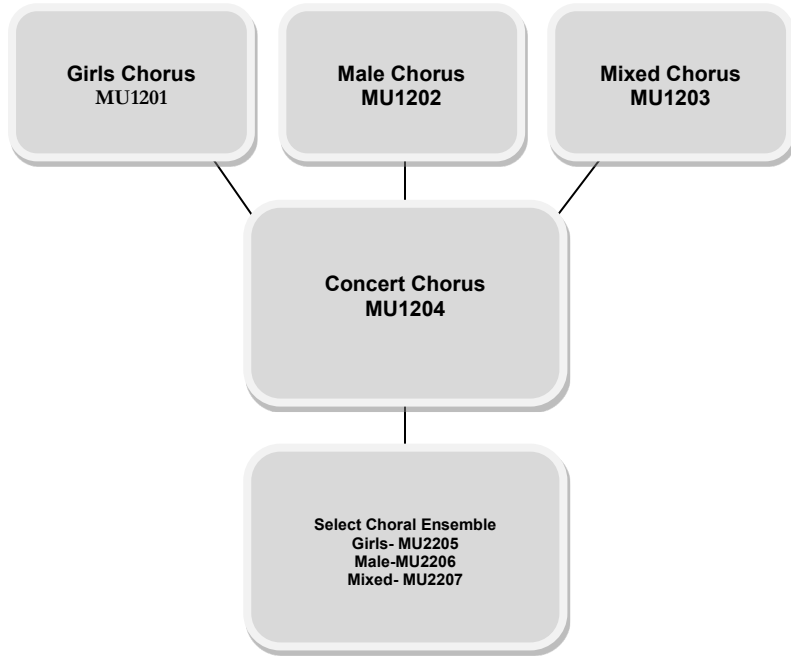 Girls Chorus
MU1201
Male Chorus
MU1202
Mixed Chorus
MU1203
Concert Chorus
MU1204
Select Choral Ensemble
Girls- MU2205
Male-MU2206
Mixed- MU2207